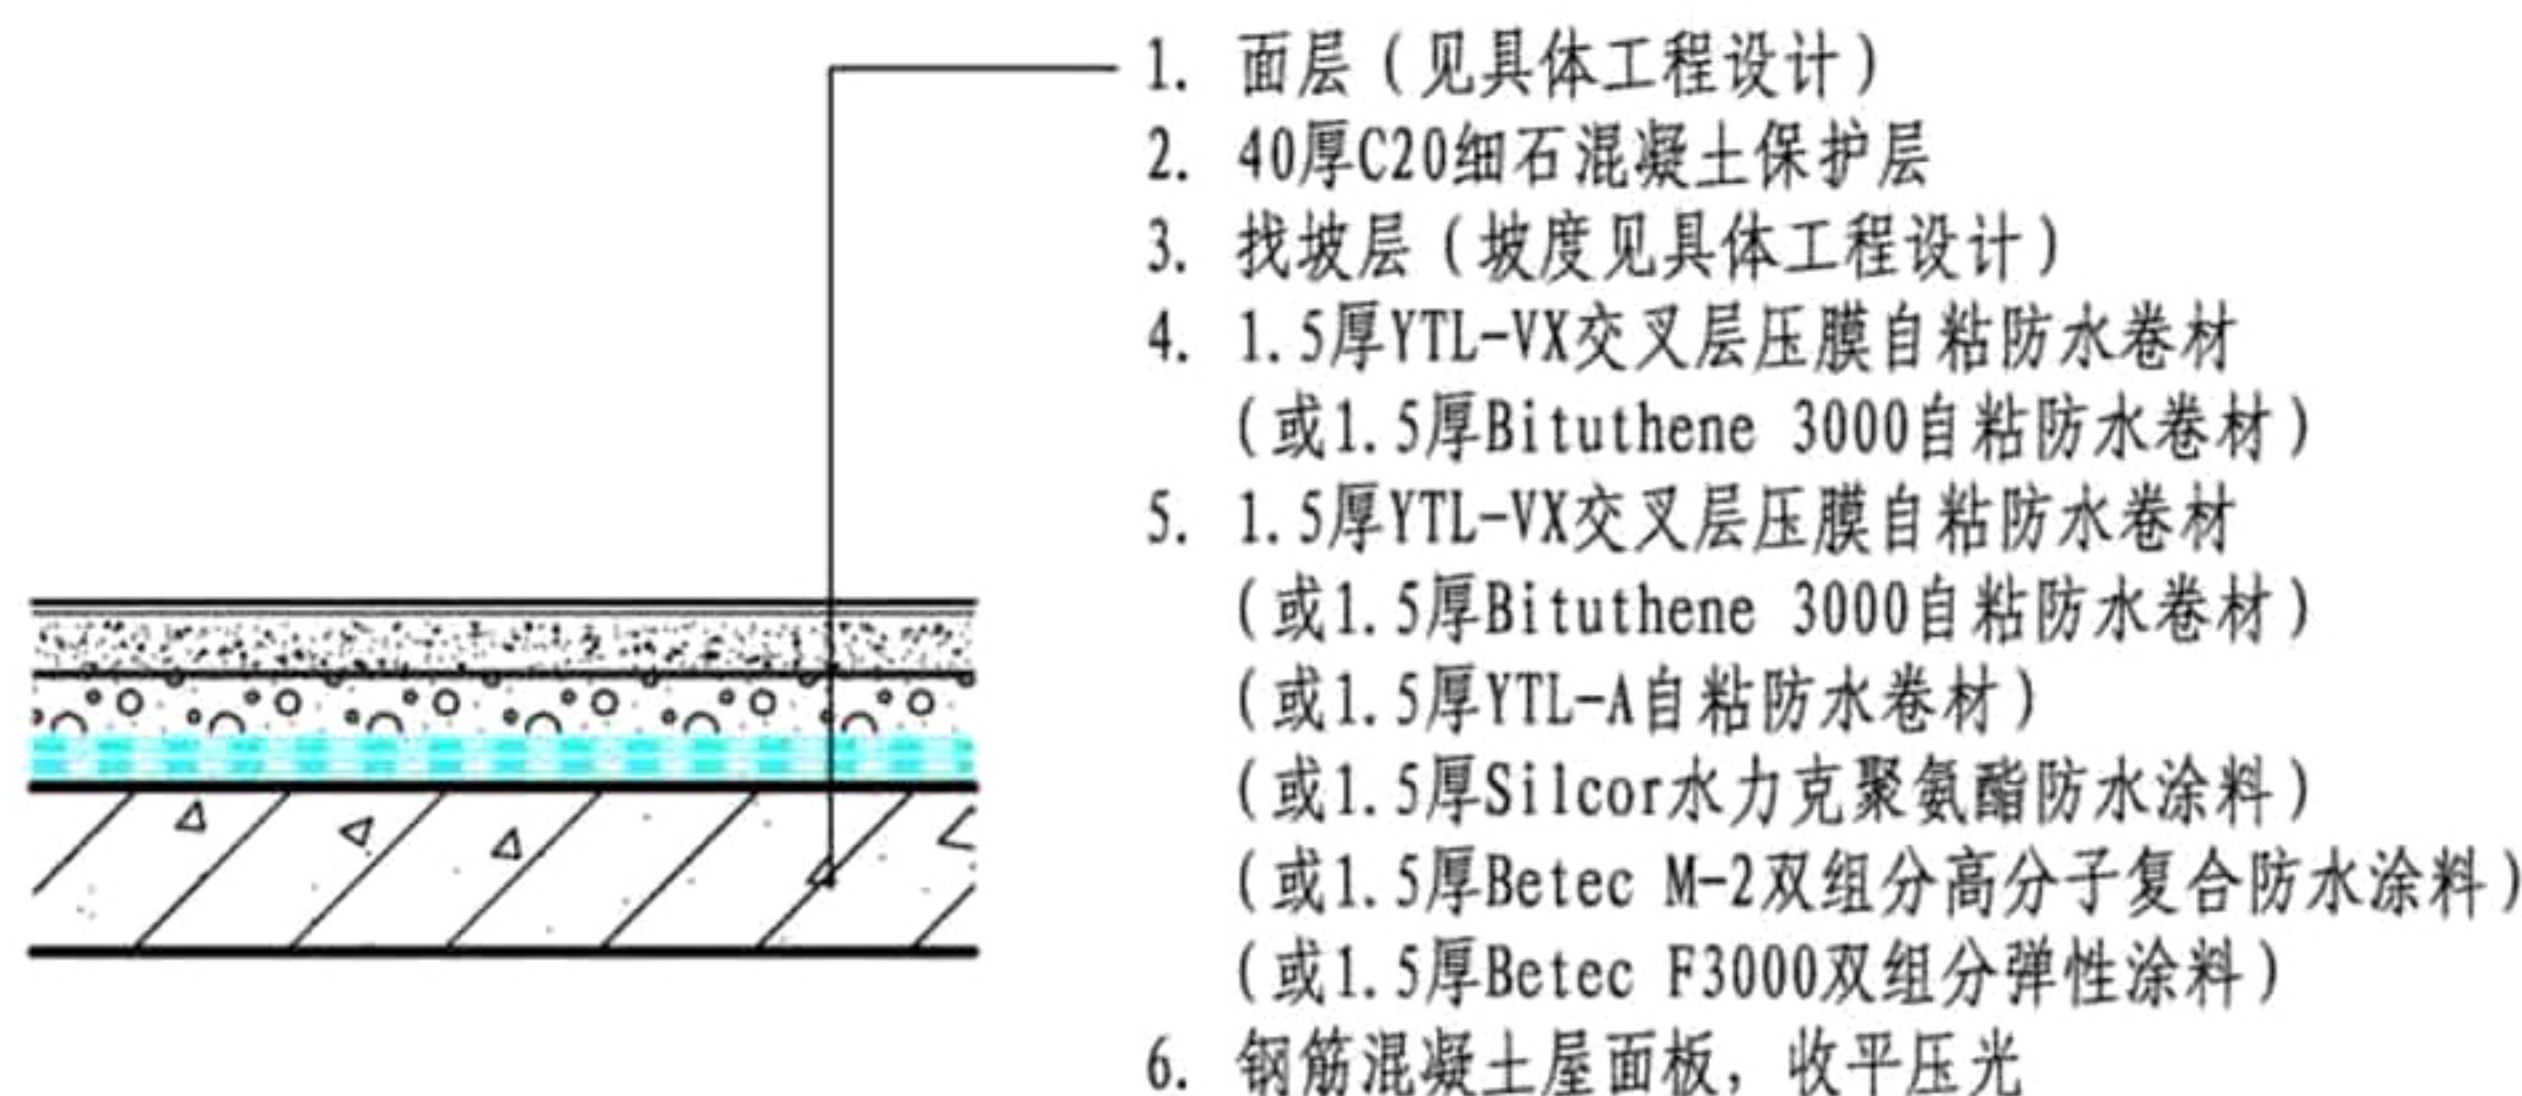 1. 面层（见具体工程设计）
2. 40厚C20细石混凝土保护层
3. 找坡层（坡度见具体工程设计）
4. 1.5厚YTL-VX交叉层压膜自粘防水卷材
（或1.5厚Bituthene 3000自粘防水卷材）
5. 1.5厚YTL-VX交叉层压膜自粘防水卷材
（或1.5厚Bituthene 3000自粘防水卷材）
（或1.5厚YTL-A自粘防水卷材）
（或1.5厚Silcor水力克聚氨酯防水涂料）
（或1.5厚Betec M-2双组分高分子复合防水涂料）
（或1.5厚Betec F3000双组分弹性涂料）
6. 钢筋混凝土屋面板，收平压光